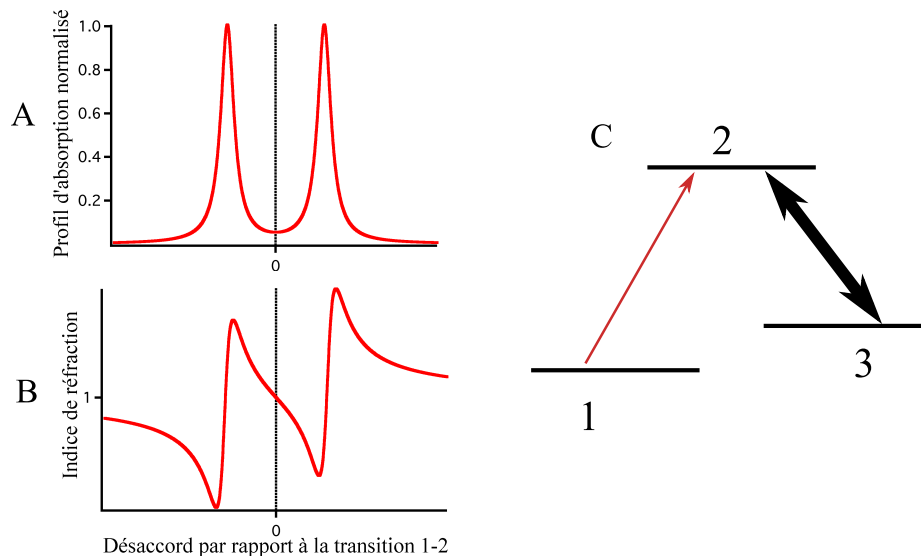 A
Profil d'absorption normalisé
1.0
0.8
0.6
0.4
0.2
0
B
Indice de réfraction
1
0
Désaccord par rapport à la transition 1-2
C
2
3
1